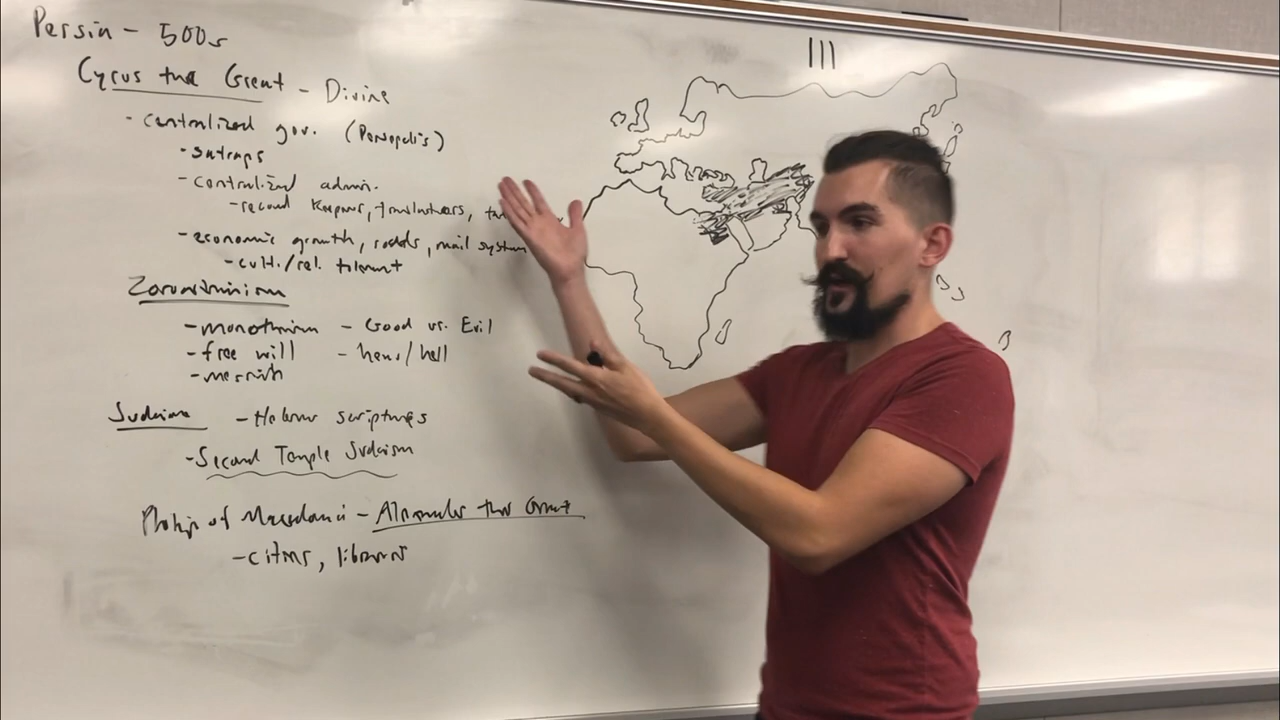 Persia - 500s
Cyrus the Great - Divine
- centralized gov. (Persepolis)
- satraps
- centralized admin.
- record keepers, translators,
- economic growth, roads, mail system
- cult./rel. tolerant
Zoroastrianism
- monotheism - Good vs. Evil
- free will - heav/hell
- messiah
Judaism - Hebrew scriptures
- Second Temple Judaism
Philip of Macedonia - Alexander the Great
- cities, libraries
III